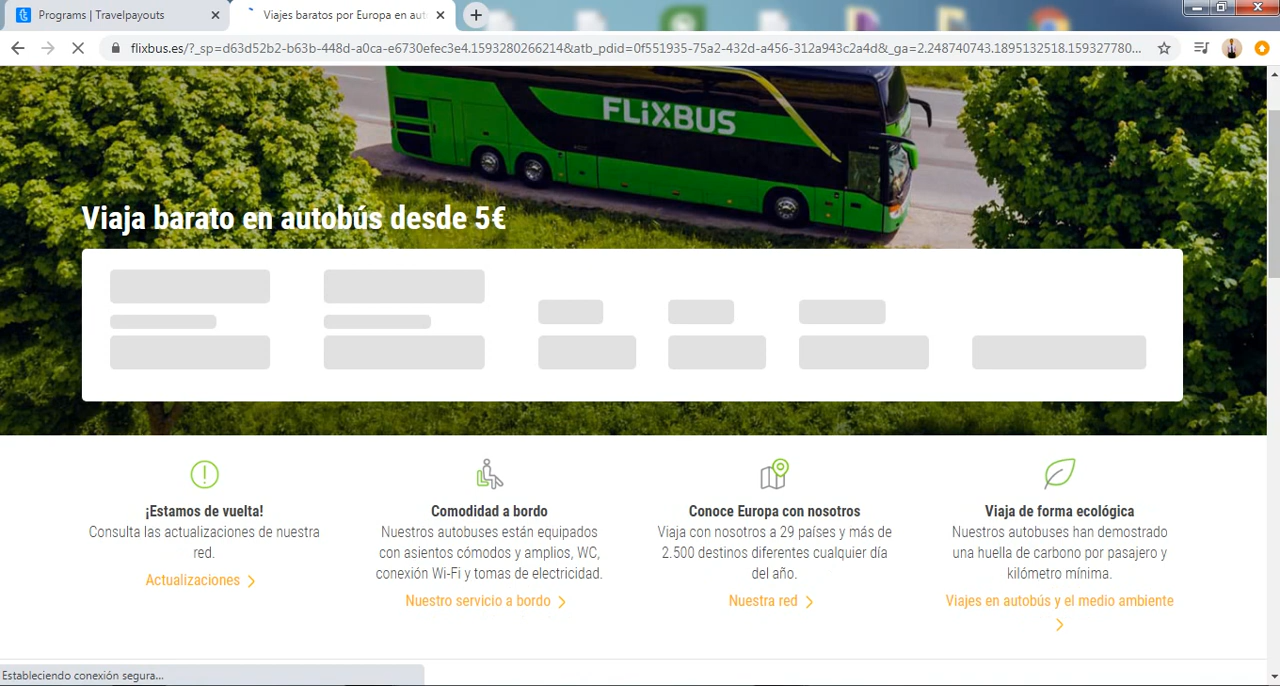 Programs | Travelpayouts
Viajes baratos por Europa en auto
flixbus.es/?_sp=d63d52b2-b63b-448d-a0ca-e6730efec3e4.1593280266214&atb_pdid=0f551935-75a2-432d-a456-312a943c2a4d&_ga=2.248740743.1895132518.159327780...
FLiXBUS
Viaja barato en autobús desde 5€
¡Estamos de vuelta!
Consulta las actualizaciones de nuestra
red.
Actualizaciones
Comodidad a bordo
Nuestros autobuses están equipados
con asientos cómodos y amplios, WC,
conexión Wi-Fi y tomas de electricidad.
Nuestro servicio a bordo
Conoce Europa con nosotros
Viaja con nosotros a 29 países y más de
2.500 destinos diferentes cualquier día
del año.
Nuestra red
Viaja de forma ecológica
Nuestros autobuses han demostrado
una huella de carbono por pasajero y
kilómetro mínima.
Viajes en autobús y el medio ambiente
Estableciendo conexión segura...